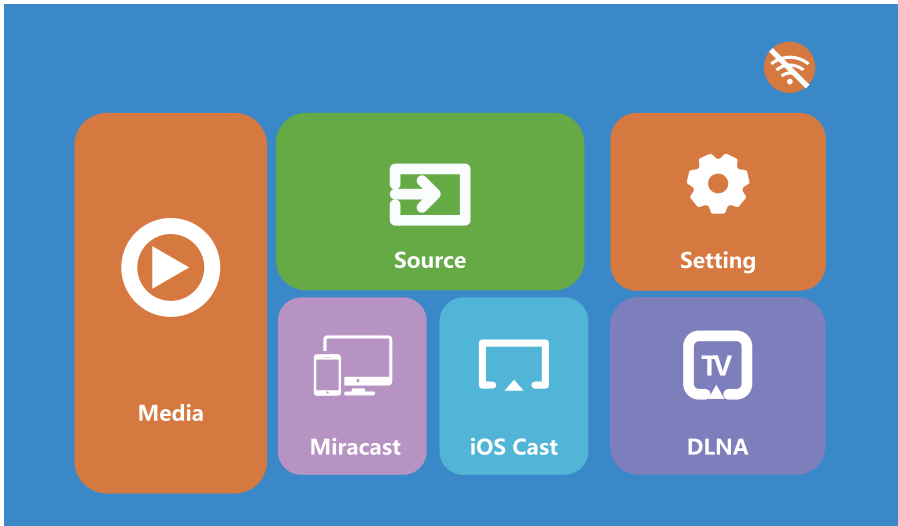 Source
Setting
Media
Miracast
iOS Cast
TV
DLNA